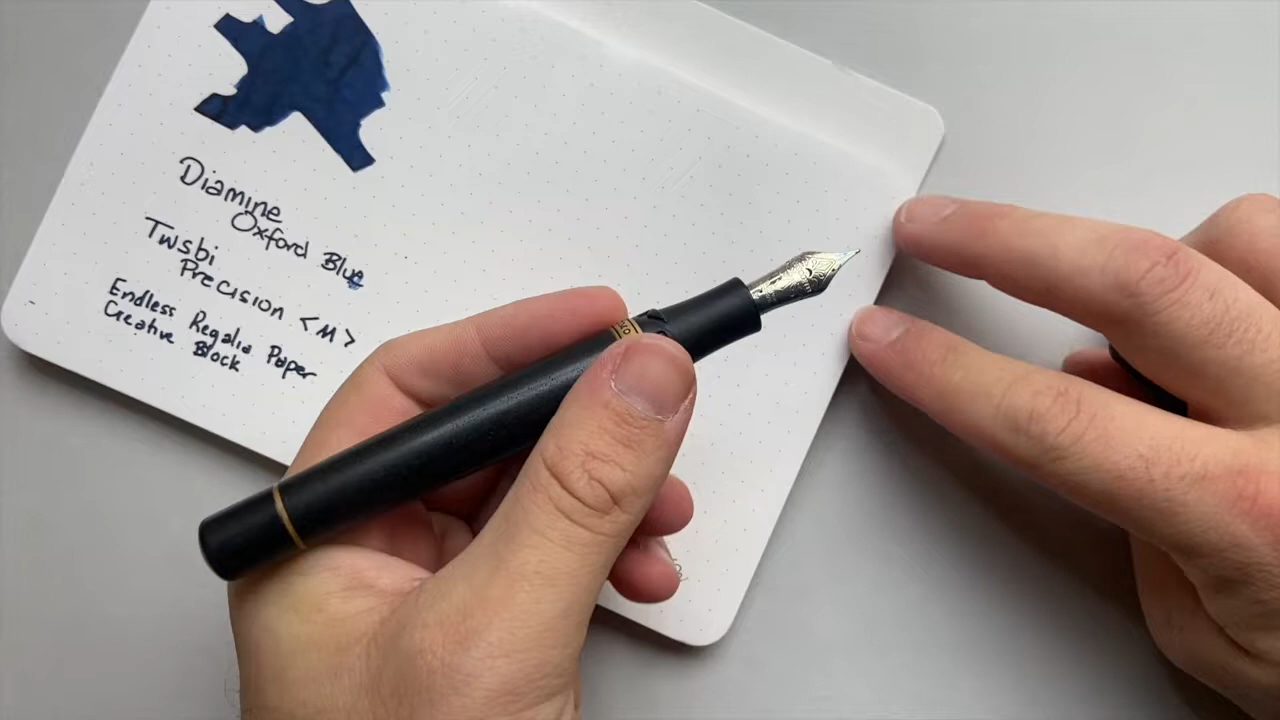 Diamine
Oxford Blue
Twsbi
Precision <M>
Endless Regalia Paper
Creative Block